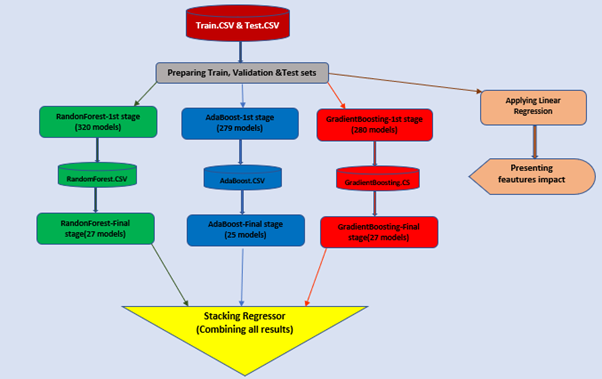 Train.CSV & Test.CSV
Preparing Train, Validation &Test sets
RandonForest-1st stage
(320 models)
AdaBoost-1st stage
(279 models)
GradientBoosting-1st stage
(280 models)
Applying Linear
Regression
RandomForest.CSV
AdaBoost.CSV
GradientBoosting.CS
Presenting
feautures impact
RandonForest-Final
stage(27 models)
AdaBoost-Final stage
(25 models)
GradientBoorting-Final
stage(27 models)
Stacking Regressor
(Combining all results)